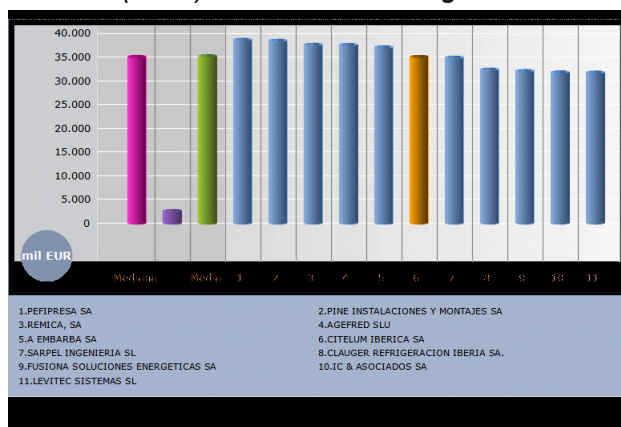 40.000
35.000
30.000
25.000
20.000
15.000
10.000
5.000
0
mil EUR
Mediana Media 1 2 3 4 5 6 7 8 9 10 11
1.PEFIPRESA SA 2.PINE INSTALACIONES Y MONTAJES SA
3.REMICA, SA 4.AGEFRED SLU
5.A EMBARBA SA 6.CITELUM IBERICA SA
7.SARPEL INGENIERIA SL 8.CLAUGER REFRIGERACION IBERIA SA.
9.FUSIONA SOLUCIONES ENERGETICAS SA 10.IC & ASOCIADOS SA
11.LEVITEC SISTEMAS SL